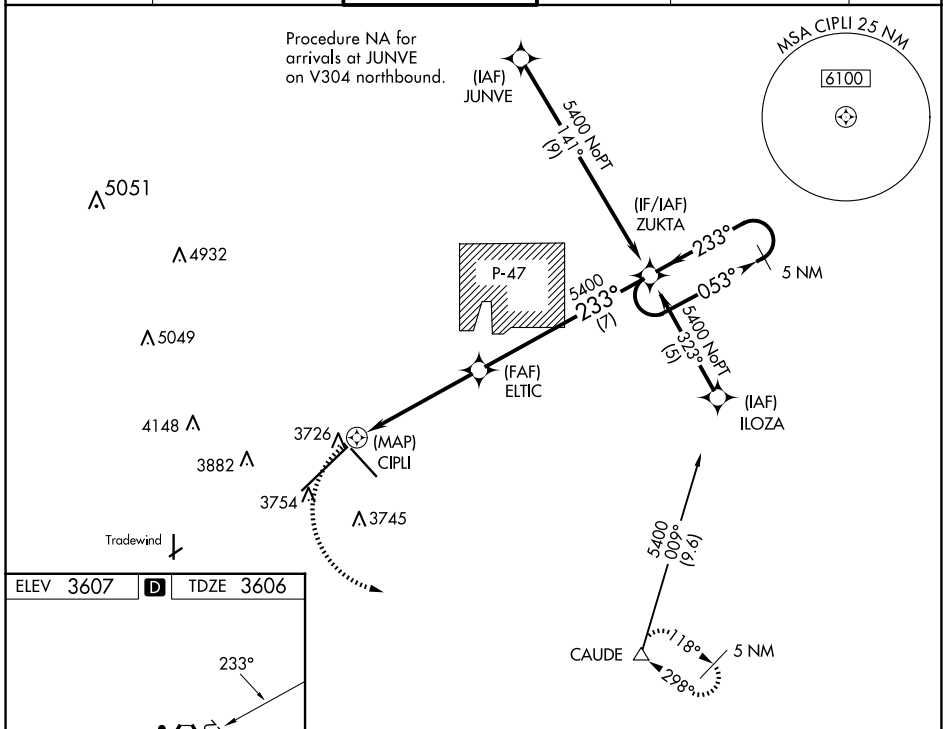 Procedure NA for
arrivals at JUNVE
on V304 northbound.
(IAF)
JUNVE
MSA CIPLI 25 NM
6100
5400 NoPT
141°
(9)
5051
4932
5049
4148
3882
(IF/IAF)
ZUKTA
233°
053°
5 NM
P-47
5400
233°
(7)
5400 NoPT
323°
(5)
(IAF)
ILOZA
(FAF)
ELTIC
3726
(MAP)
CIPLI
3754
3745
Tradewind
5400
009°
(9.6)
CAUDE
118°
298°
5 NM
ELEV 3607 D TDZE 3606
233°